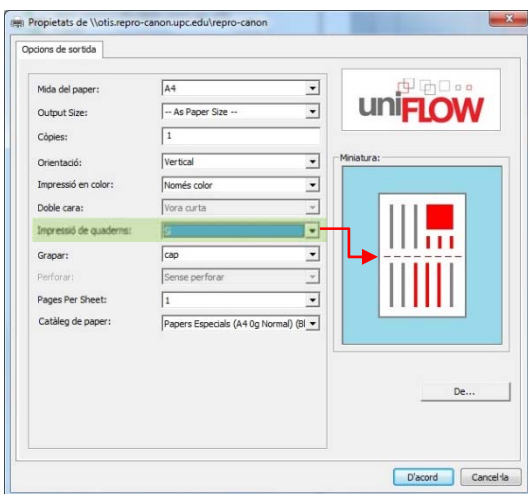 Propietats de \\otis.repro-canon.upc.edu\repro-canon
Opcions de sortida
Mida del paper: A4
Output Size: -- As Paper Size --
Còpies: 1
Orientació: Vertical
Impressió en color: Només color
Doble cara: Vora curta
Impressió de quaderns:
Grapar: cap
Perforar: Sense perforar
Pages Per Sheet: 1
Catàleg de paper: Papers Especials (A4 0g Normal) (Bl
uniFLOW
Miniatura:
De...
D'acord Cancel·la